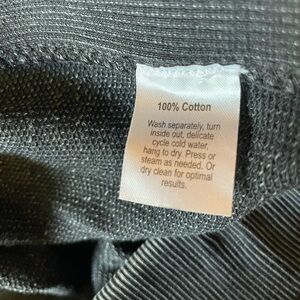 100% Cotton
Wash separately, turn
inside out, delicate
cycle cold water,
hang to dry. Press or
steam as needed. Or
dry clean for optimal
results.